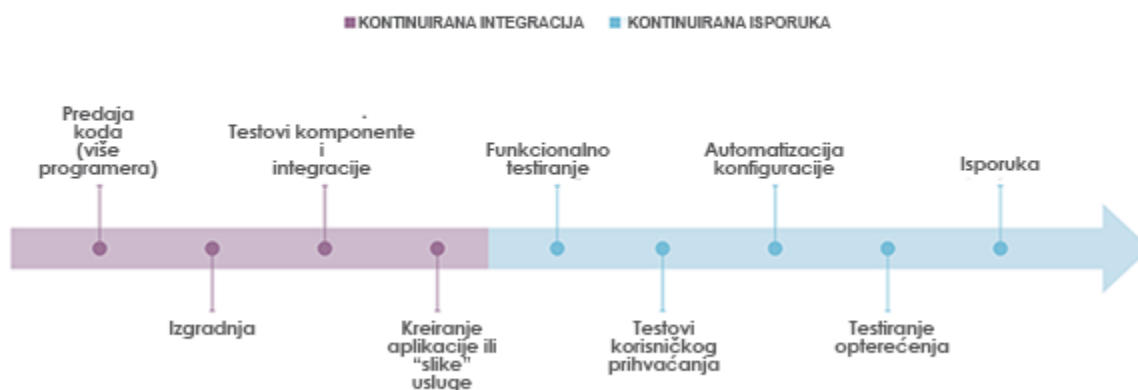 KONTINUIRANA INTEGRACIJA
KONTINUIRANA ISPORUKA
Predaja
koda
(više
programera)
Testovi komponente
i
integracije
Funkcionalno
testiranje
Automatizacija
konfiguracije
Isporuka
Izgradnja
Kreiranje
aplikacije ili
“slike”
usluge
Testovi
korisničkog
prihvaćanja
Testiranje
opterećenja